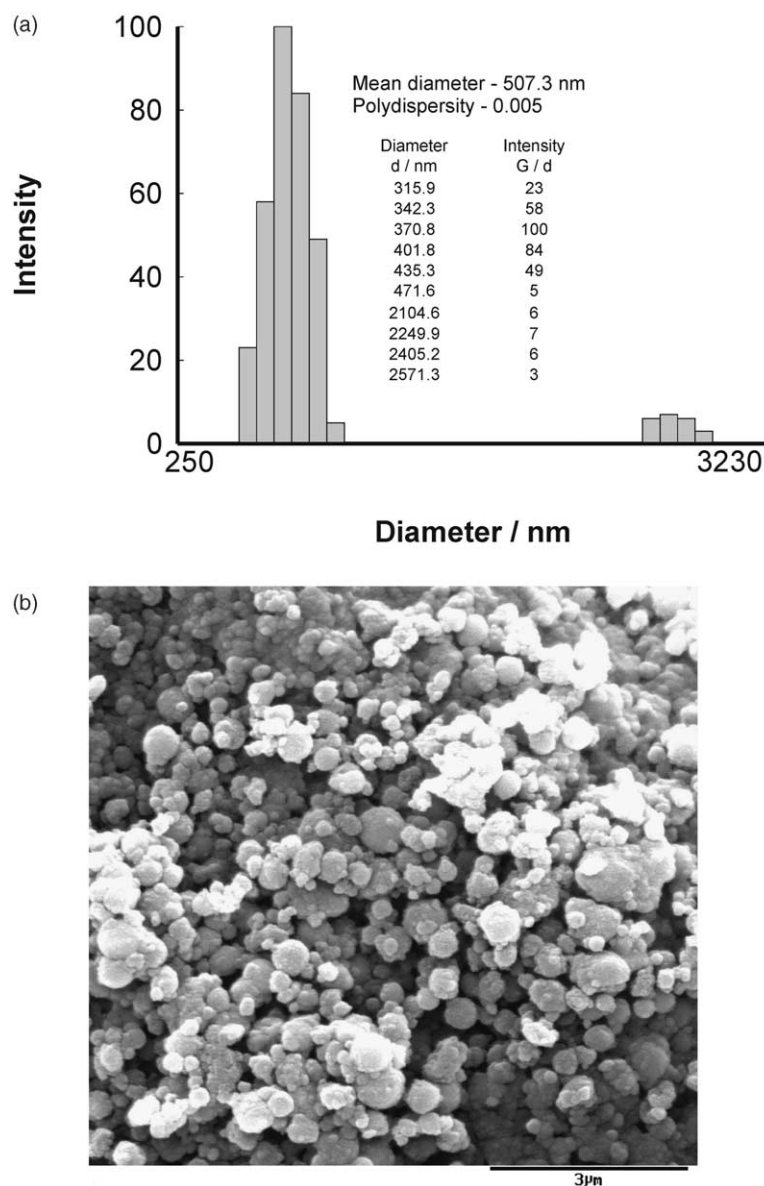 (a)
100
80
60
40
20
0
Intensity
250
3230
Diameter / nm
Mean diameter - 507.3 nm
Polydispersity - 0.005
Diameter Intensity
d / nm G / d
315.9 23
342.3 58
370.8 100
401.8 84
435.3 49
471.6 5
2104.6 6
2249.9 7
2405.2 6
2571.3 3
(b)
3µm